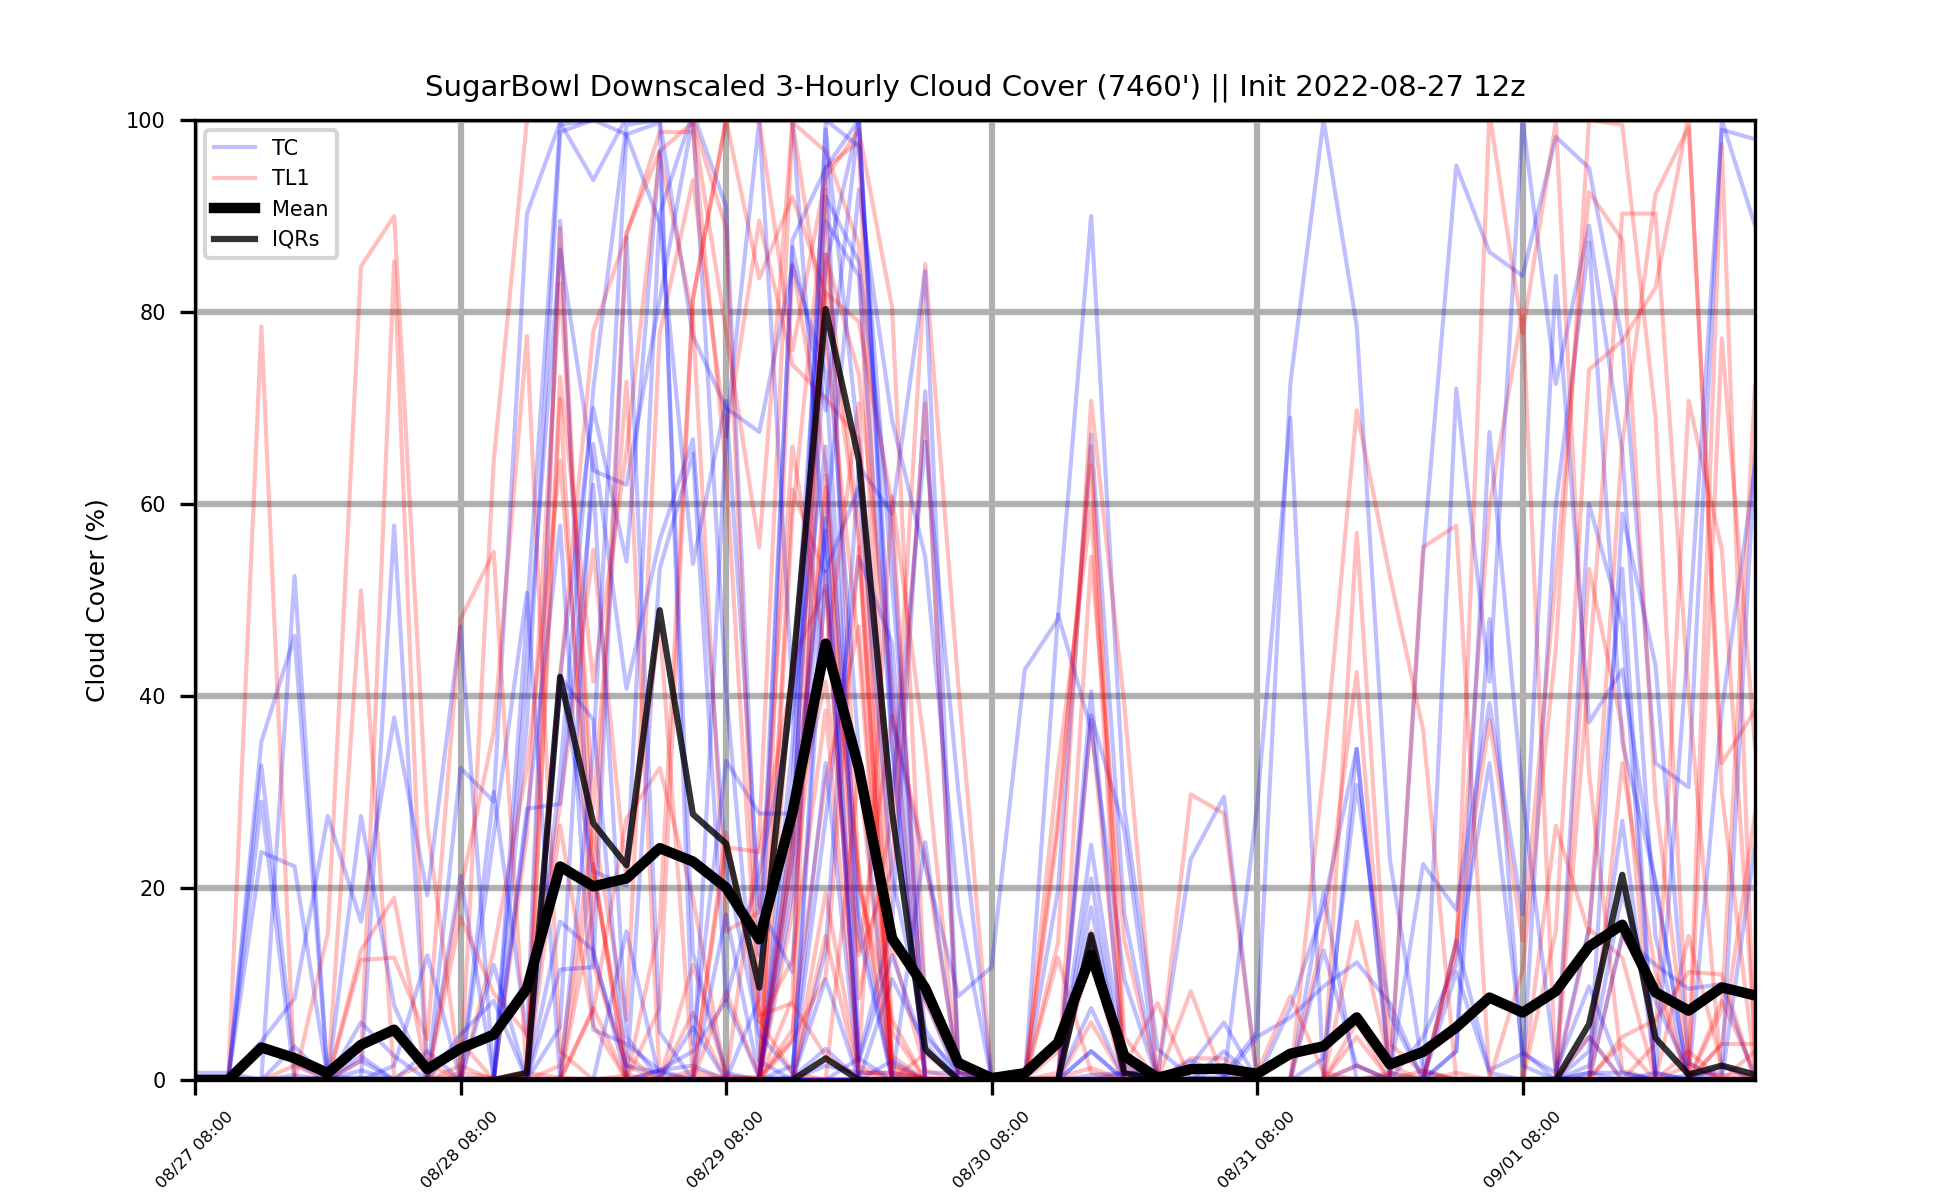 SugarBowl Downscaled 3-Hourly Cloud Cover (7460') || Init 2022-08-27 12z
TC
TL1
Mean
IQRs
Cloud Cover (%)
100
80
60
40
20
0
08/27 08:00
08/28 08:00
08/29 08:00
08/30 08:00
08/31 08:00
09/01 08:00